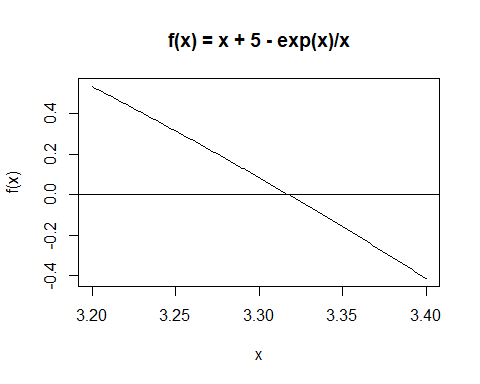 f(x) = x + 5 - exp(x)/x
f(x)
0.4
0.2
0.0
-0.2
-0.4
3.20 3.25 3.30 3.35 3.40
x